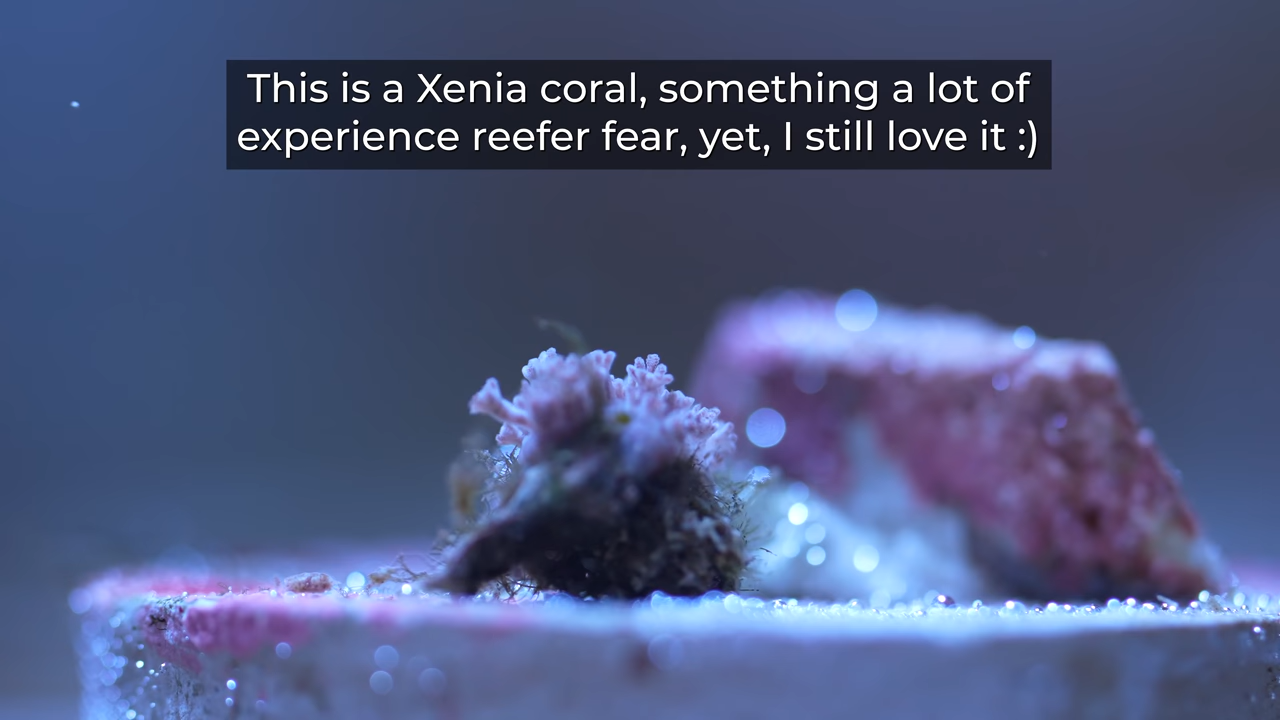 This is a Xenia coral, something a lot of
experience reefer fear, yet, I still love it :)